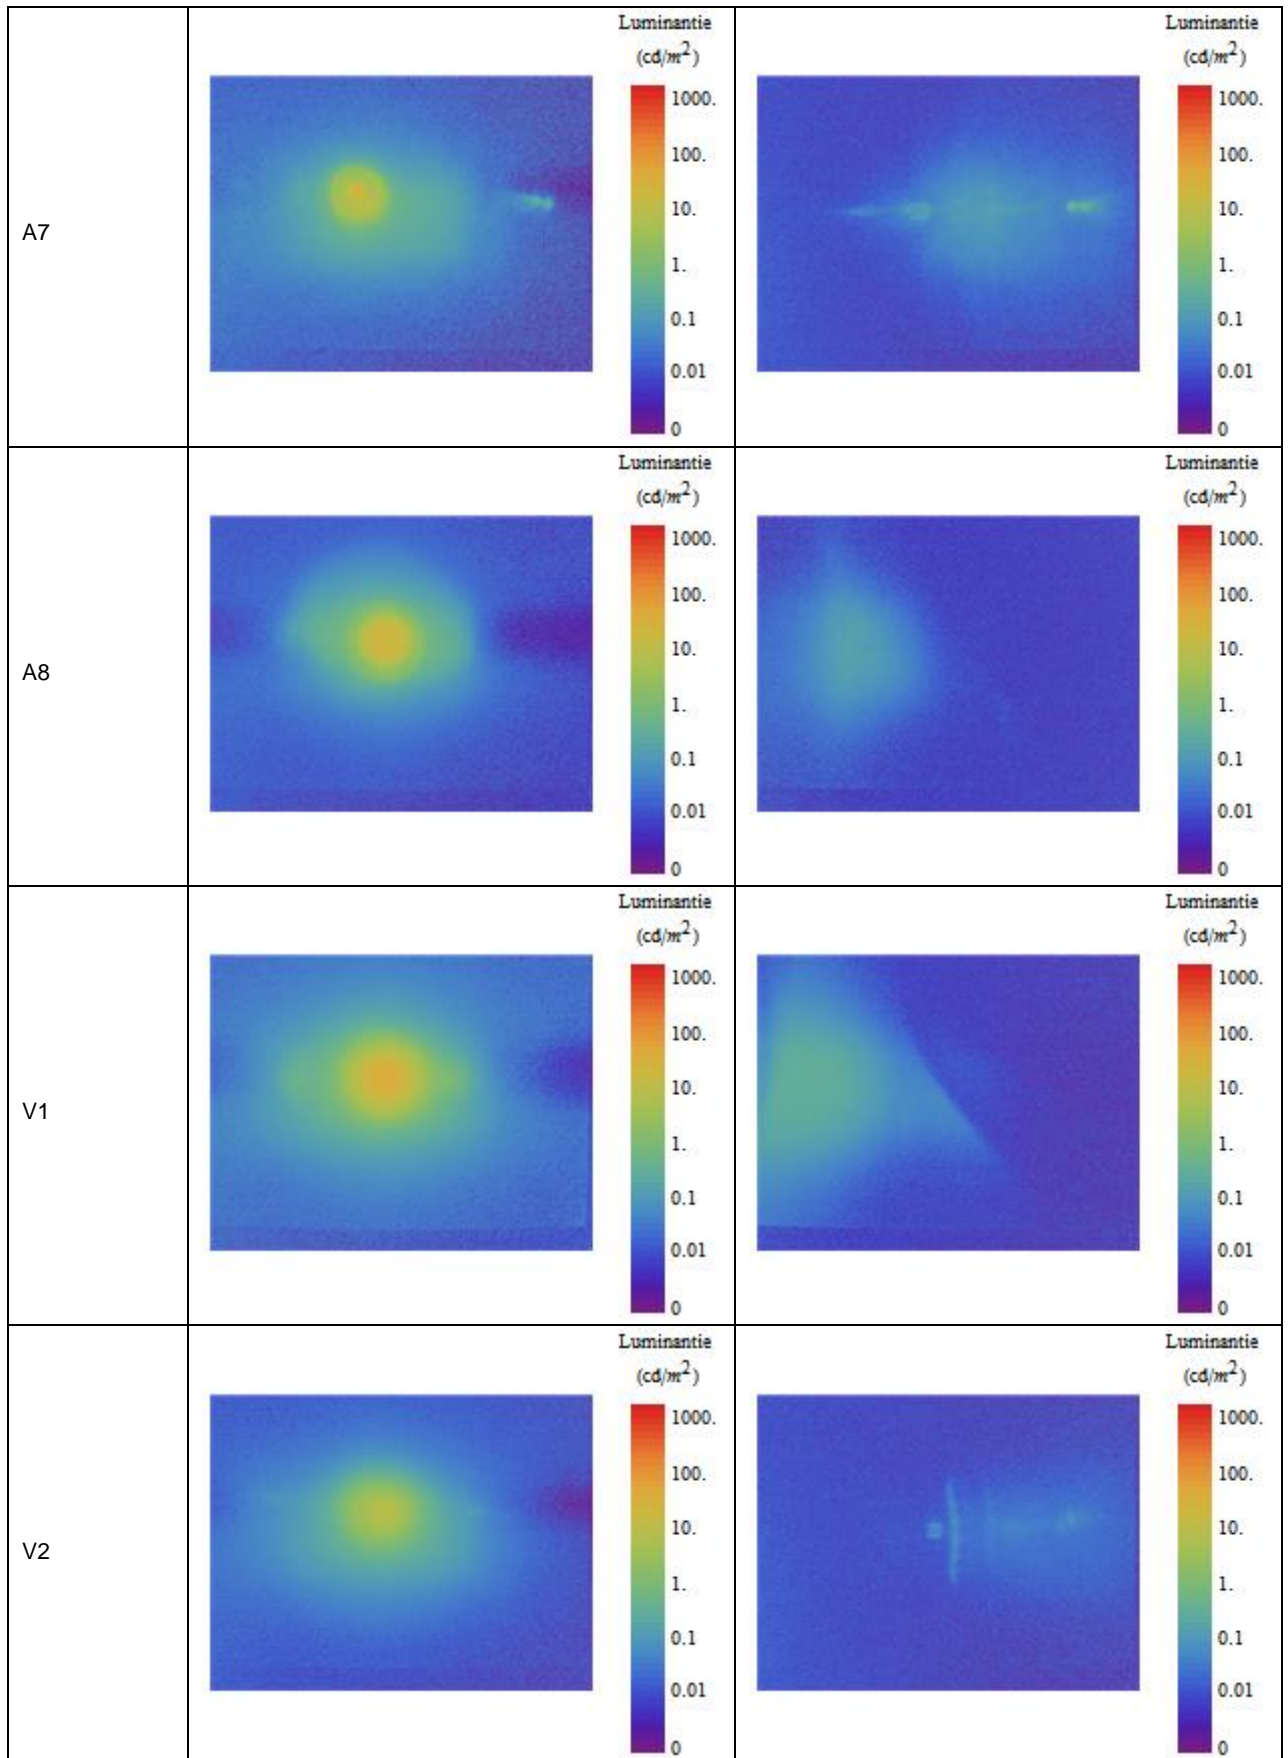 A7
Luminantie
(cd/m²)
1000.
100.
10.
1.
0.1
0.01
0
Luminantie
(cd/m²)
1000.
100.
10.
1.
0.1
0.01
0
A8
Luminantie
(cd/m²)
1000.
100.
10.
1.
0.1
0.01
0
Luminantie
(cd/m²)
1000.
100.
10.
1.
0.1
0.01
0
V1
Luminantie
(cd/m²)
1000.
100.
10.
1.
0.1
0.01
0
Luminantie
(cd/m²)
1000.
100.
10.
1.
0.1
0.01
0
V2
Luminantie
(cd/m²)
1000.
100.
10.
1.
0.1
0.01
0
Luminantie
(cd/m²)
1000.
100.
10.
1.
0.1
0.01
0